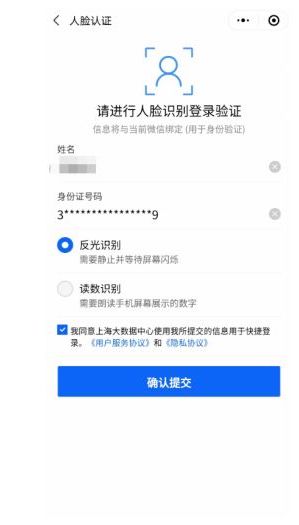 人脸认证
请进行人脸识别登录验证
信息将与当前微信绑定 (用于身份验证)
姓名
身份证号码
3****************9
反光识别
需要静止并等待屏幕闪烁
读数识别
需要朗读手机屏幕展示的数字
我同意上海大数据中心使用我所提交的信息用于快捷登
录。《用户服务协议》和《隐私协议》
确认提交